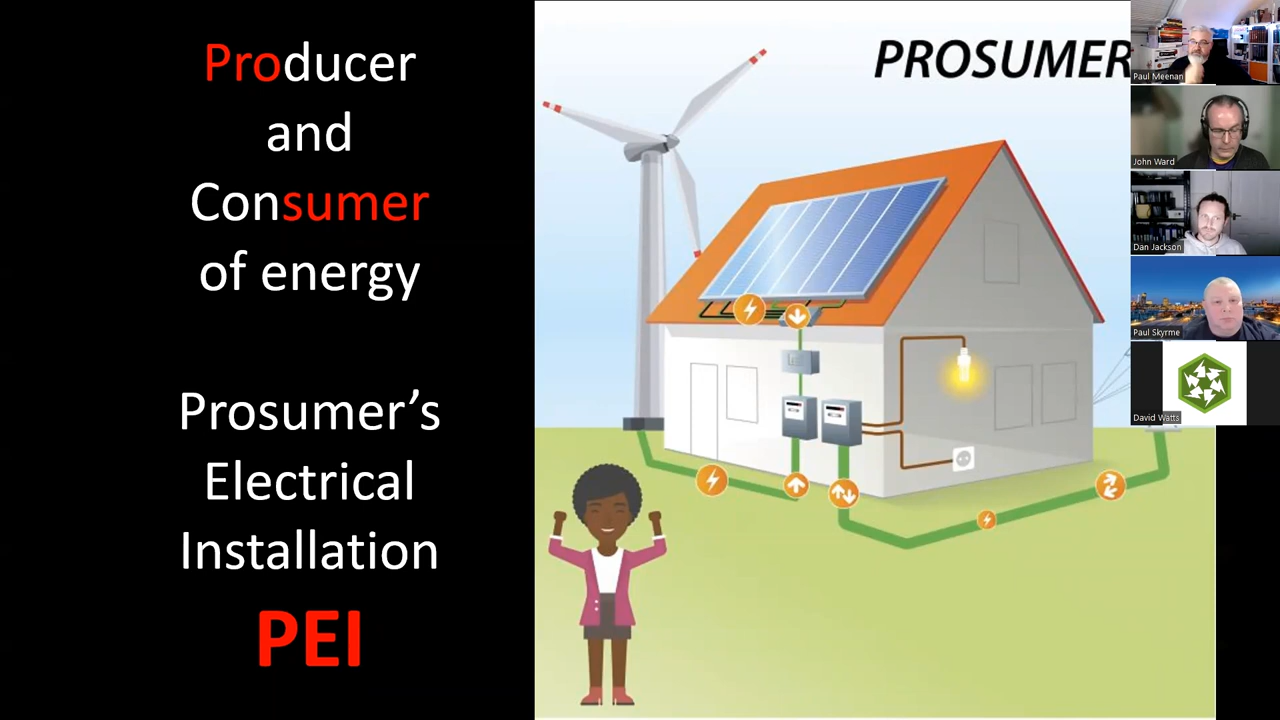 Producer
and
Consumer
of energy
Prosumer’s
Electrical
Installation
PEI
PROSUMER
Paul Meenan
John Ward
Dan Jackson
Paul Skyrme
David Watts